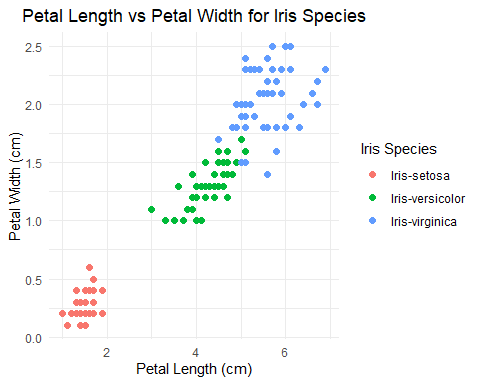 Petal Length vs Petal Width for Iris Species
2.5
2.0
1.5
1.0
0.5
0.0
Petal Width (cm)
2 4 6
Petal Length (cm)
Iris Species
Iris-setosa
Iris-versicolor
Iris-virginica